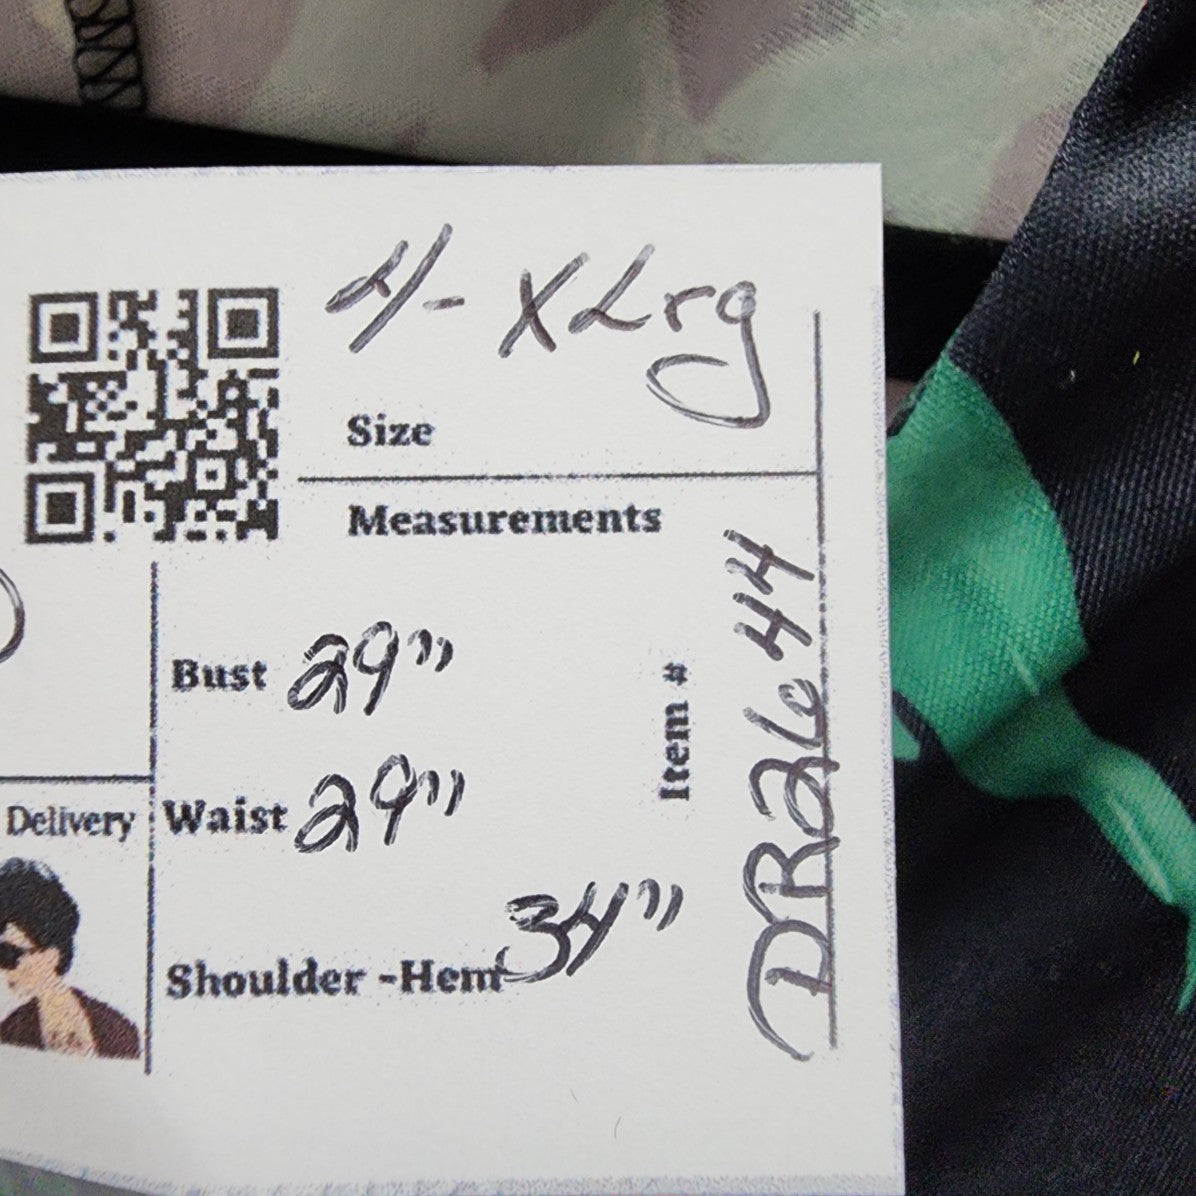 4/- XLrg
Size
Measurements
Bust 29"
Waist 29"
Shoulder -Hem 34"
Delivery
Item #
DR2644